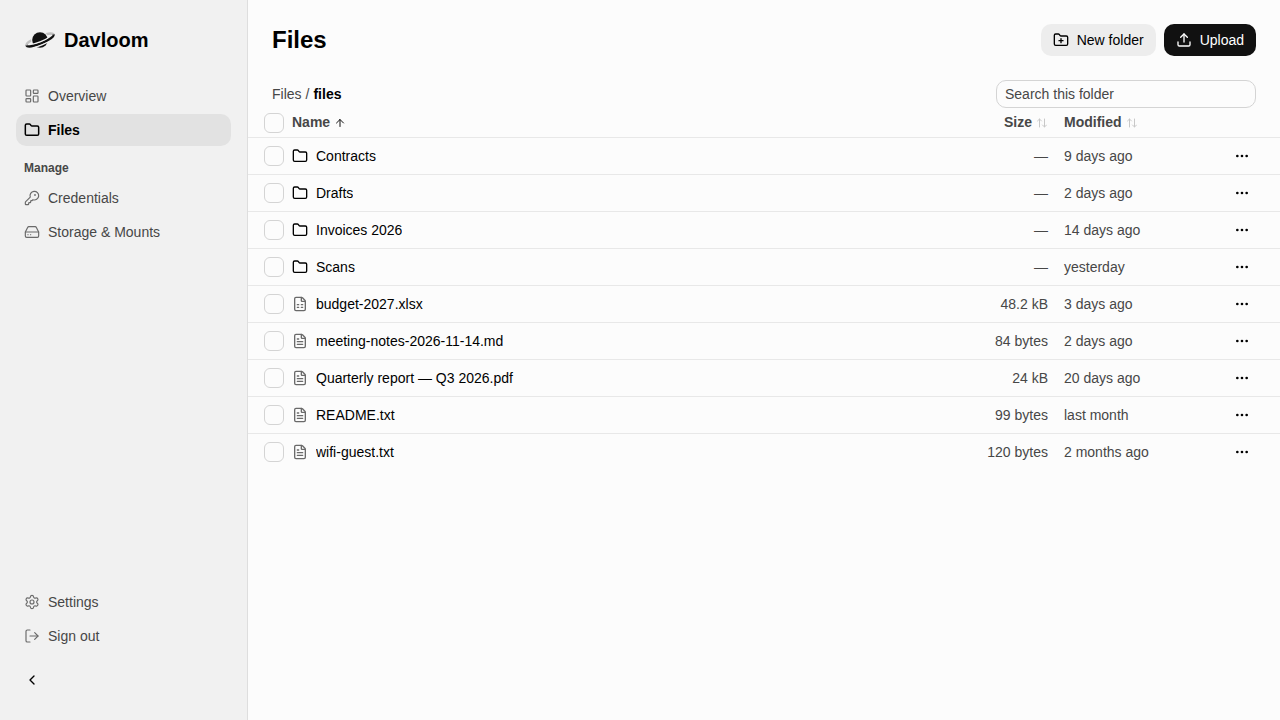 Davloom
Overview
Files
Manage
Credentials
Storage & Mounts
Settings
Sign out
Files
New folder
Upload
Files / files
Search this folder
Name Size Modified
Contracts — 9 days ago
Drafts — 2 days ago
Invoices 2026 — 14 days ago
Scans — yesterday
budget-2027.xlsx 48.2 kB 3 days ago
meeting-notes-2026-11-14.md 84 bytes 2 days ago
Quarterly report — Q3 2026.pdf 24 kB 20 days ago
README.txt 99 bytes last month
wifi-guest.txt 120 bytes 2 months ago